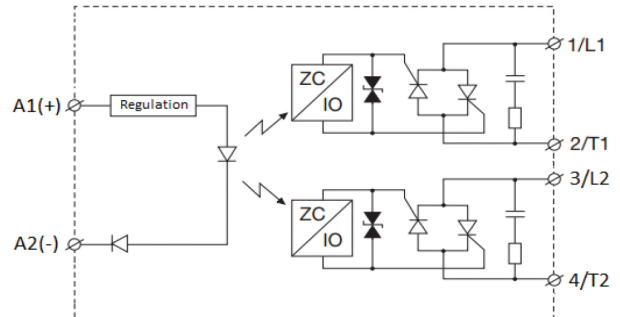 1/L1
ZC
IO
A1(+)
Regulation
2/T1
3/L2
ZC
IO
A2(-)
4/T2